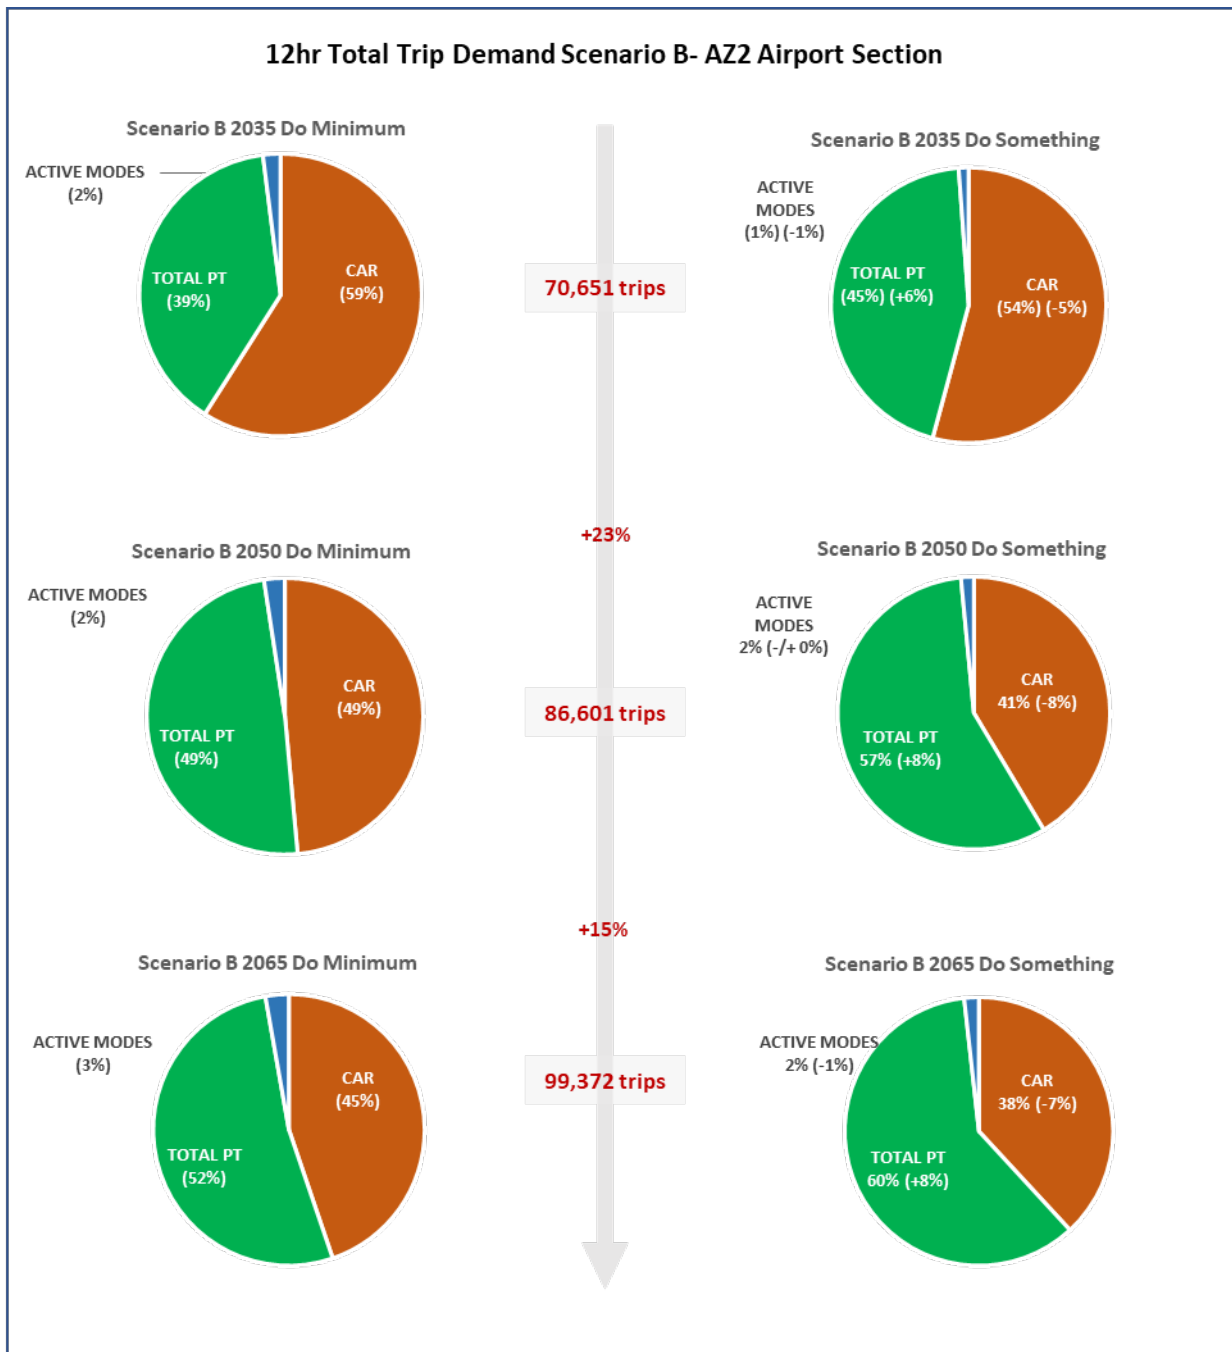 12hr Total Trip Demand Scenario B- AZ2 Airport Section
Scenario B 2035 Do Minimum
ACTIVE MODES
(2%)
TOTAL PT
(39%)
CAR
(59%)
70,651 trips
Scenario B 2035 Do Something
ACTIVE
MODES
(1%) (-1%)
TOTAL PT
(45%) (+6%)
CAR
(54%) (-5%)
+23%
Scenario B 2050 Do Minimum
ACTIVE MODES
(2%)
TOTAL PT
(49%)
CAR
(49%)
86,601 trips
Scenario B 2050 Do Something
ACTIVE
MODES
2% (-/+ 0%)
TOTAL PT
57% (+8%)
CAR
41% (-8%)
+15%
Scenario B 2065 Do Minimum
ACTIVE MODES
(3%)
TOTAL PT
(52%)
CAR
(45%)
99,372 trips
Scenario B 2065 Do Something
ACTIVE MODES
2% (-1%)
TOTAL PT
60% (+8%)
CAR
38% (-7%)